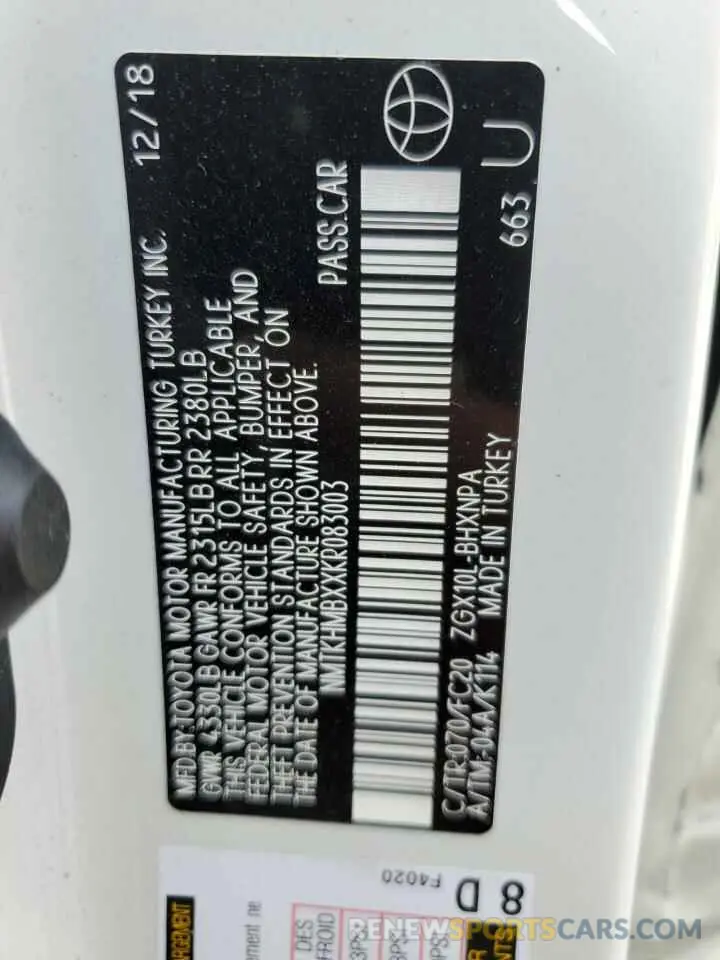 MFD.BY:TOYOTA MOTOR MANUFACTURING TURKEY INC. 12/18
GWR 4330LB GAWR FR 2315LB RR 2380LB
THIS VEHICLE CONFORMS TO ALL APPLICABLE
FEDERAL MOTOR VEHICLE SAFETY, BUMPER, AND
THEFT PREVENTION STANDARDS IN EFFECT ON
THE DATE OF MANUFACTURE SHOWN ABOVE.
NMTKHMBXXKR083003 PASS.CAR
C/TR:070/FC20 ZGX10L-BHXNPA
A/TM:-04A/K114 MADE IN TURKEY 663 U
F4020
8 D
DES
FROID
RENEWSPORTSCARS.COM